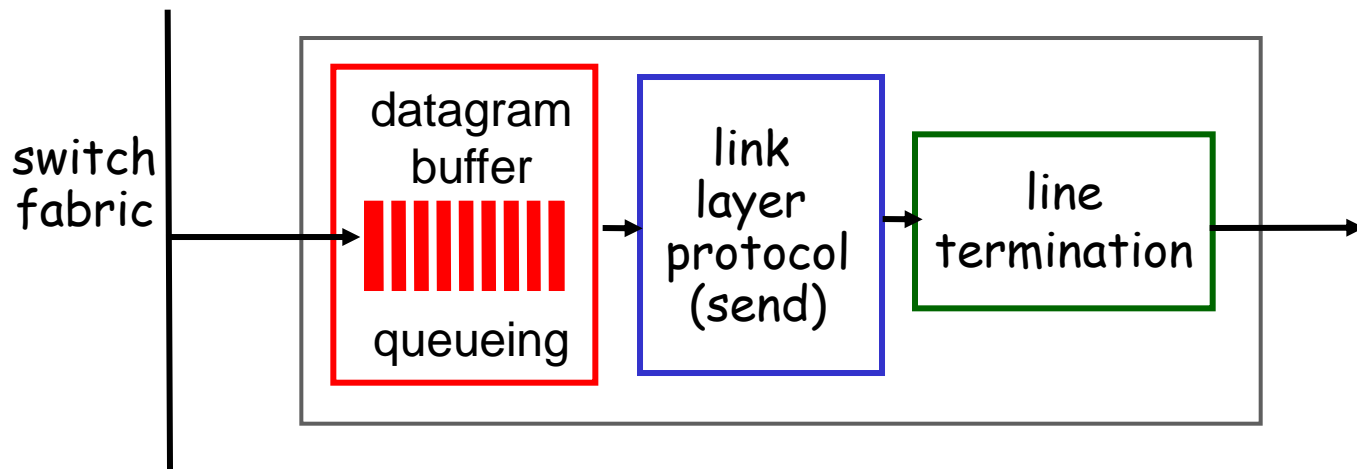 switch
fabric
datagram
buffer
queueing
link
layer
protocol
(send)
line
termination